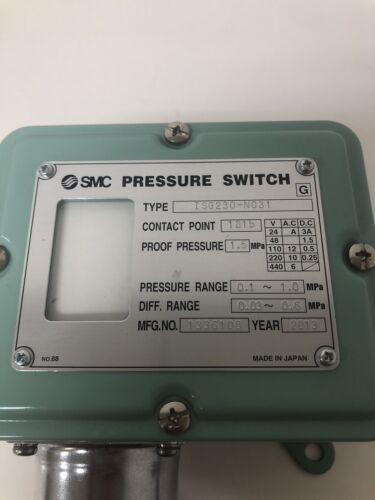 SMC PRESSURE SWITCH
G
TYPE ISG230-N031
CONTACT POINT 1a1b
PROOF PRESSURE 1.5 MPa
V A.C D.C
24 A 3A
48 1.5
110 12 0.5
220 10 0.25
440 6
PRESSURE RANGE 0.1 ~ 1.0 MPa
DIFF. RANGE 0.03 ~ 0.6 MPa
MFG.NO. YEAR 2013
NO.88 MADE IN JAPAN